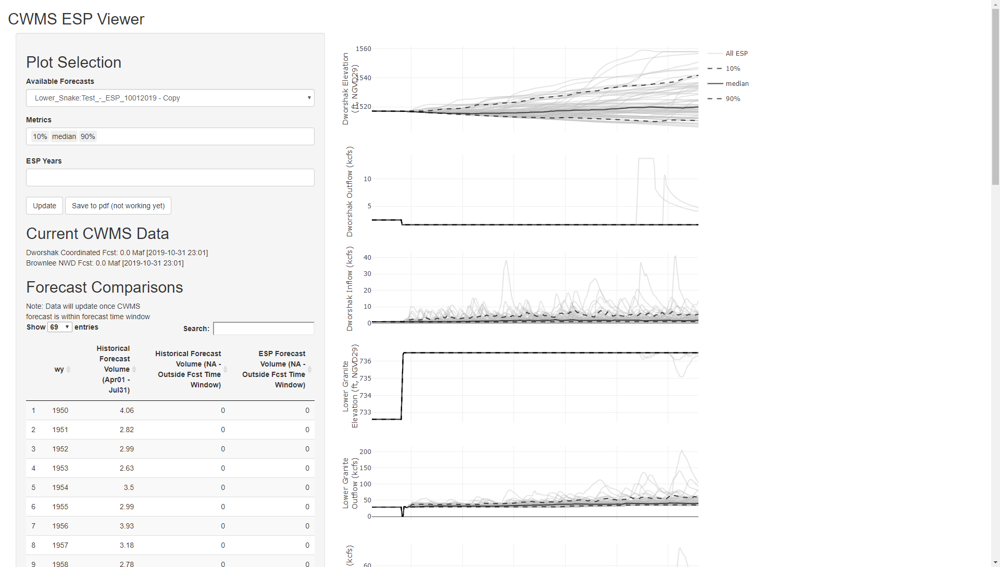 CWMS ESP Viewer
Plot Selection
Available Forecasts
Lower_Snake:Test_-_ESP_10012019 - Copy
Metrics
10% median 90%
ESP Years
Update Save to pdf (not working yet)
Current CWMS Data
Dworshak Coordinated Fcst: 0.0 Maf [2019-10-31 23:01]
Brownlee NWD Fcst: 0.0 Maf [2019-10-31 23:01]
Forecast Comparisons
Note: Data will update once CWMS
forecast is within forecast time window
Show 69 entries
Search:
wy
Historical
Forecast
Volume
(Apr01 -
Jul31)
Historical Forecast
Volume (NA -
Outside Fcst Time
Window)
ESP Forecast
Volume (NA -
Outside Fcst Time
Window)
1 1950 4.06 0 0
2 1951 2.82 0 0
3 1952 2.99 0 0
4 1953 2.63 0 0
5 1954 3.5 0 0
6 1955 2.99 0 0
7 1956 3.93 0 0
8 1957 3.18 0 0
9 1958 2.78 0 0
Dworshak Elevation
(ft, NGVD29)
1560
1540
1520
All ESP
10%
median
90%
Dworshak Outflow (kcfs)
10
5
Dworshak Inflow (kcfs)
40
30
20
10
0
Lower Granite
Elevation (ft, NGVD29)
736
735
734
733
Lower Granite
Outflow (kcfs)
200
150
100
50
0
(kcfs)
60